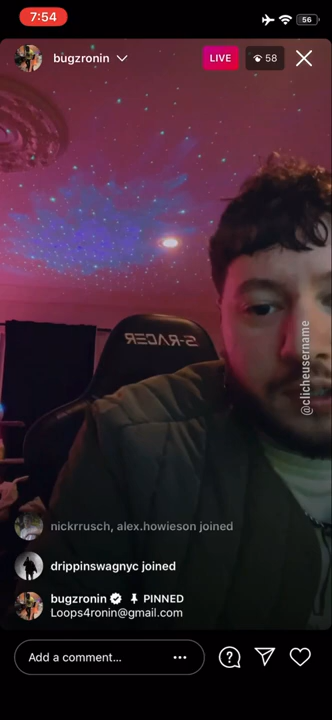 7:54
56
bugzronin
LIVE
58
S-RACER
@clicheusername
nickrrusch, alex.howieson joined
drippinswagnyc joined
bugzronin PINNED
Loops4ronin@gmail.com
Add a comment...